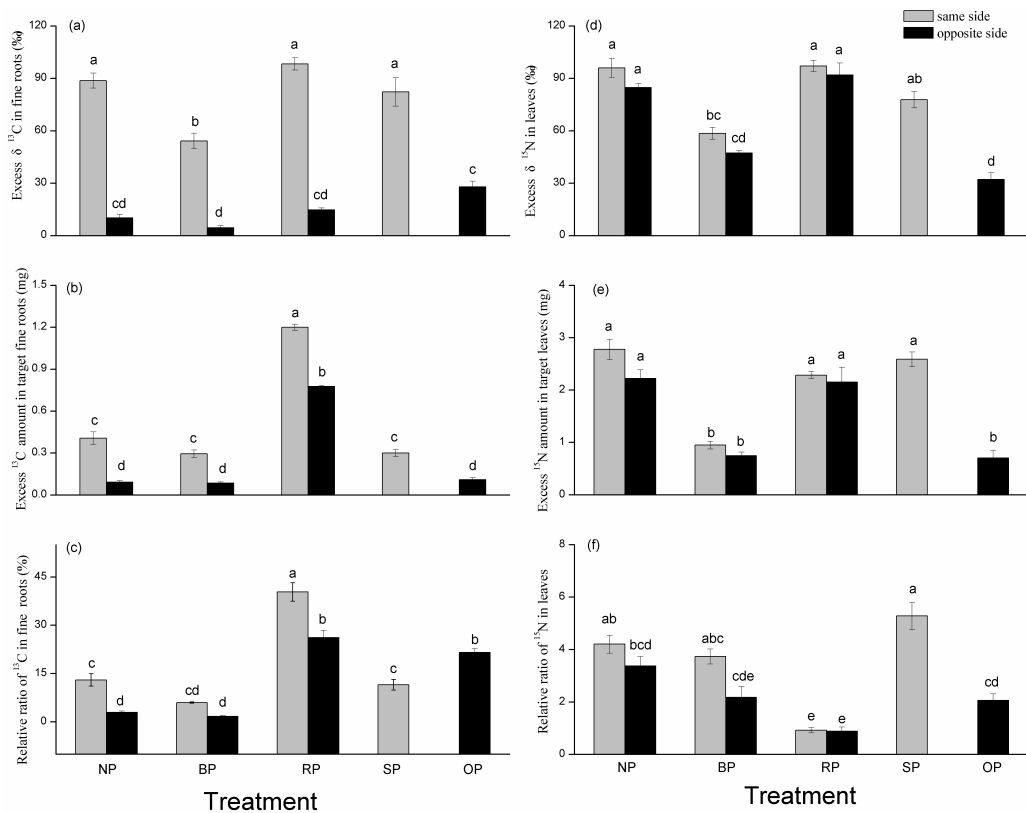 (a)
Excess δ 13C in fine roots (‰)
120
90
60
30
0
a
cd
b
d
a
cd
a
c
(d)
same side
opposite side
Excess δ 15N in leaves (‰)
120
90
60
30
0
a
a
bc
cd
a
a
ab
d
(b)
Excess 13C amount in target fine roots (mg)
1.5
1.2
0.9
0.6
0.3
0.0
c
d
c
d
a
b
c
d
(e)
Excess 15N amount in target leaves (mg)
4
3
2
1
0
a
a
b
b
a
a
a
b
(c)
Relative ratio of 13C in fine roots (%)
45
30
15
0
c
d
cd
d
a
b
c
b
NP BP RP SP OP
Treatment
(f)
Relative ratio of 15N in leaves
8
6
4
2
0
ab
bcd
abc
cde
e
e
a
cd
NP BP RP SP OP
Treatment